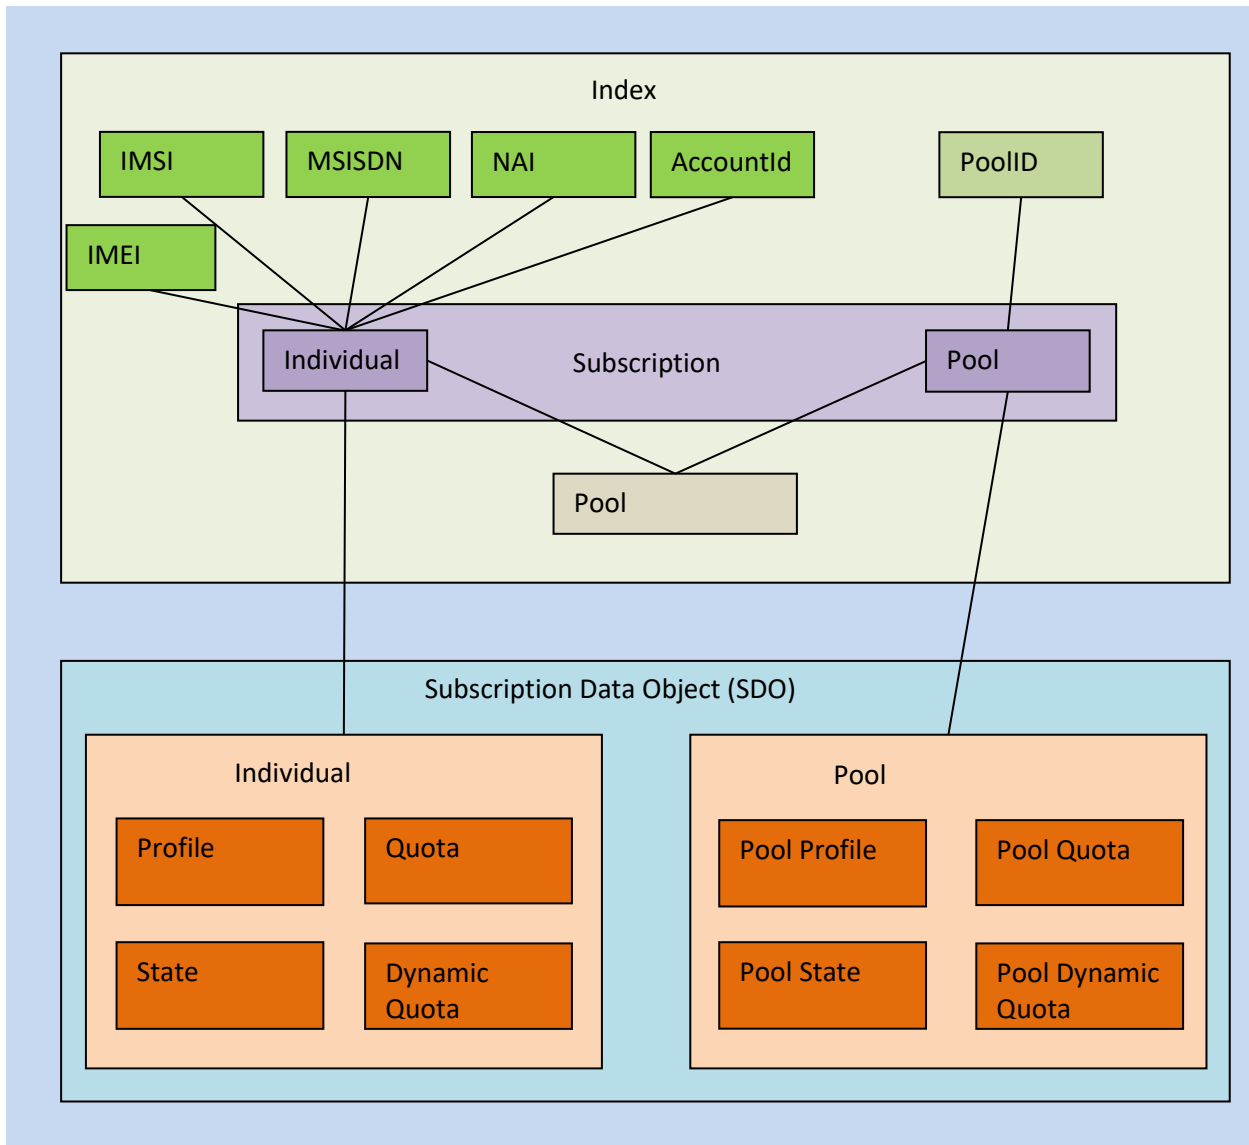 Index
IMSI
MSISDN
NAI
AccountId
PoolID
IMEI
Individual
Subscription
Pool
Pool
Subscription Data Object (SDO)
Individual
Pool
Profile
Quota
Pool Profile
Pool Quota
State
Dynamic
Quota
Pool State
Pool Dynamic
Quota